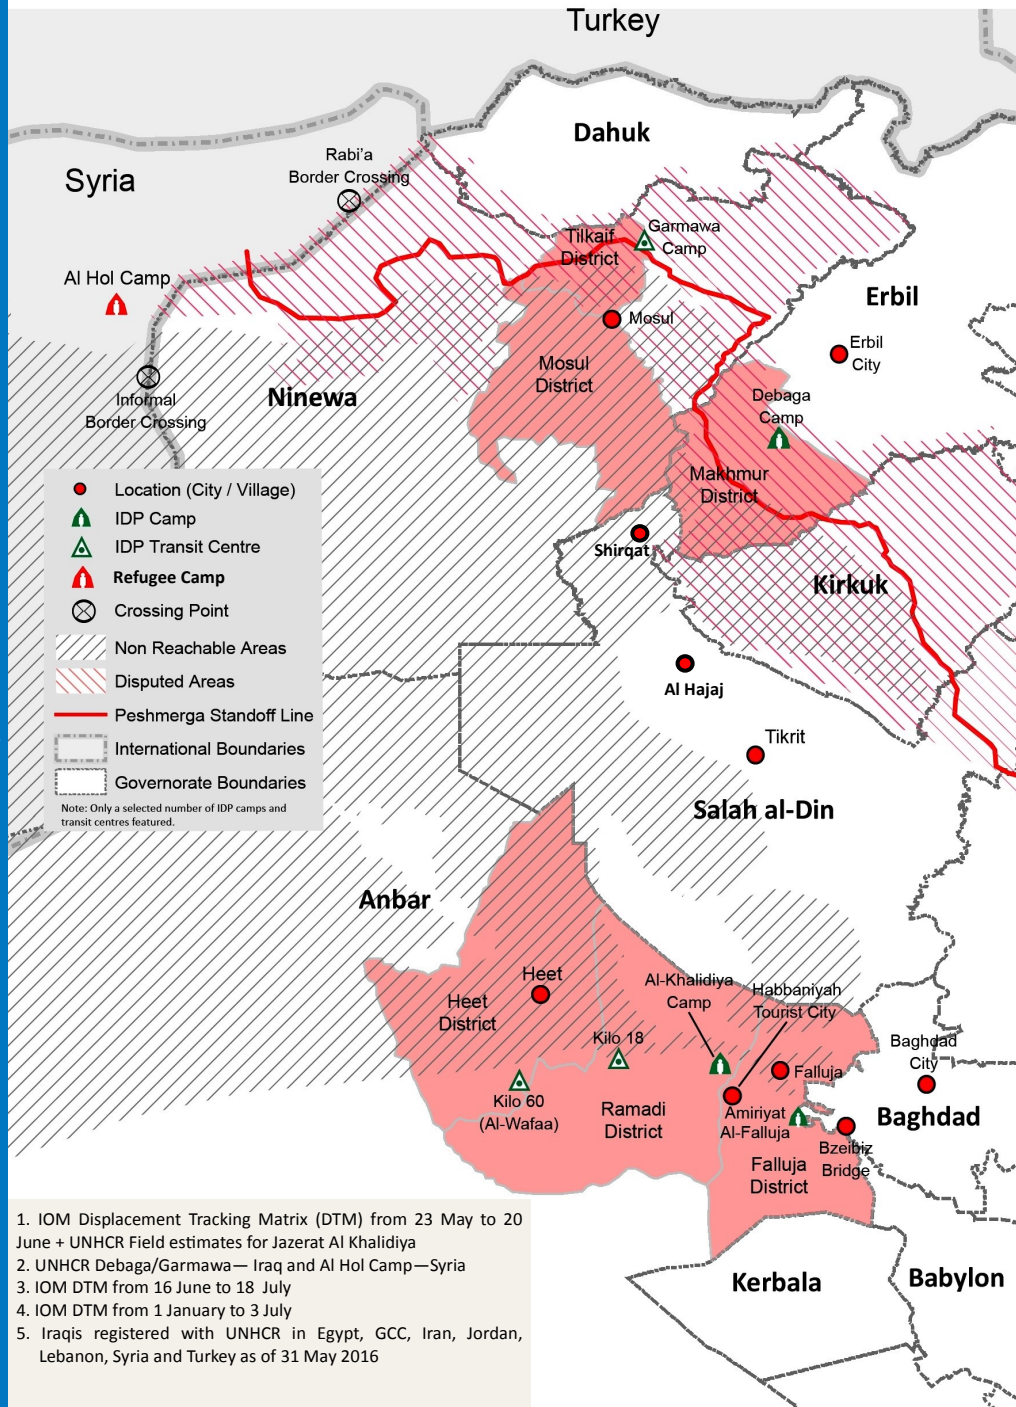 Turkey
Dahuk
Rabi'a
Border Crossing
Syria
Garmawa
Camp
Tilkaif
District
Al Hol Camp
Erbil
Mosul
Erbil
City
Mosul
District
Informal
Border Crossing
Ninewa
Debaga
Camp
Makhmur
District
Location (City / Village)
IDP Camp
IDP Transit Centre
Refugee Camp
Crossing Point
Non Reachable Areas
Disputed Areas
Peshmerga Standoff Line
International Boundaries
Governorate Boundaries
Note: Only a selected number of IDP camps and
transit centres featured.
Shirqat
Kirkuk
Al Hajaj
Tikrit
Salah al-Din
Anbar
Heet
Heet
District
Al-Khalidiya
Camp
Habbaniyah
Tourist City
Kilo 18
Kilo 60
(Al-Wafaa)
Ramadi
District
Falluja
Amiriyat
Al-Falluja
Falluja
District
Baghdad
City
Baghdad
Bzeibiz
Bridge
Kerbala
Babylon
1. IOM Displacement Tracking Matrix (DTM) from 23 May to 20
June + UNHCR Field estimates for Jazerat Al Khalidiya
2. UNHCR Debaga/Garmawa— Iraq and Al Hol Camp—Syria
3. IOM DTM from 16 June to 18 July
4. IOM DTM from 1 January to 3 July
5. Iraqis registered with UNHCR in Egypt, GCC, Iran, Jordan,
Lebanon, Syria and Turkey as of 31 May 2016